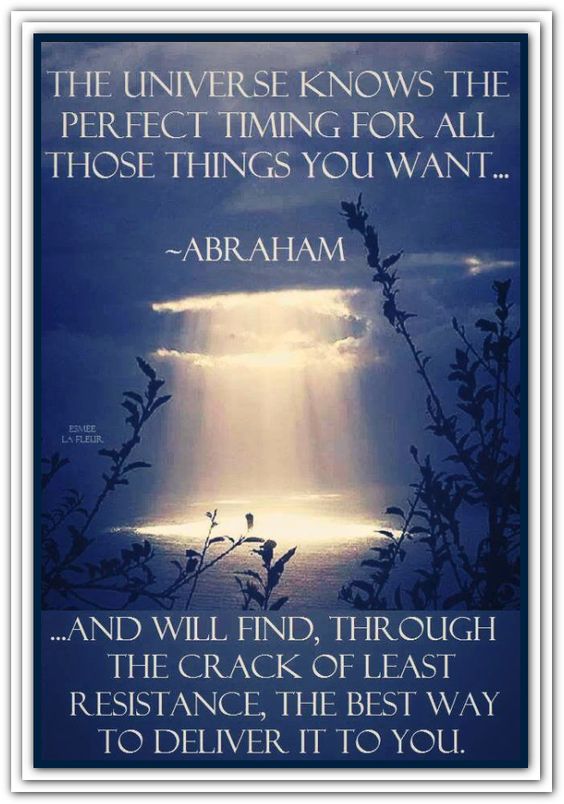 THE UNIVERSE KNOWS THE
PERFECT TIMING FOR ALL
THOSE THINGS YOU WANT...
~ABRAHAM
ESMEE
LA FLEUR
...AND WILL FIND, THROUGH
THE CRACK OF LEAST
RESISTANCE, THE BEST WAY
TO DELIVER IT TO YOU.